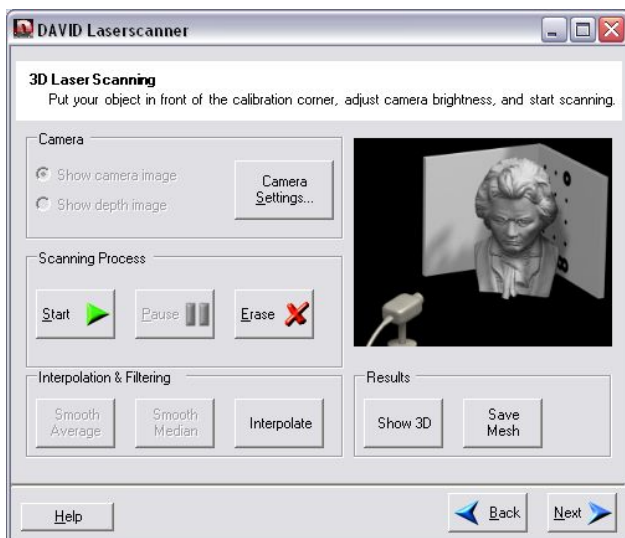 DAVID Laserscanner
3D Laser Scanning
Put your object in front of the calibration corner, adjust camera brightness, and start scanning.
Camera
Show camera image
Show depth image
Camera
Settings...
Scanning Process
Start
Pause
Erase
Interpolation & Filtering
Smooth
Average
Smooth
Median
Interpolate
Results
Show 3D
Save
Mesh
Help
Back
Next